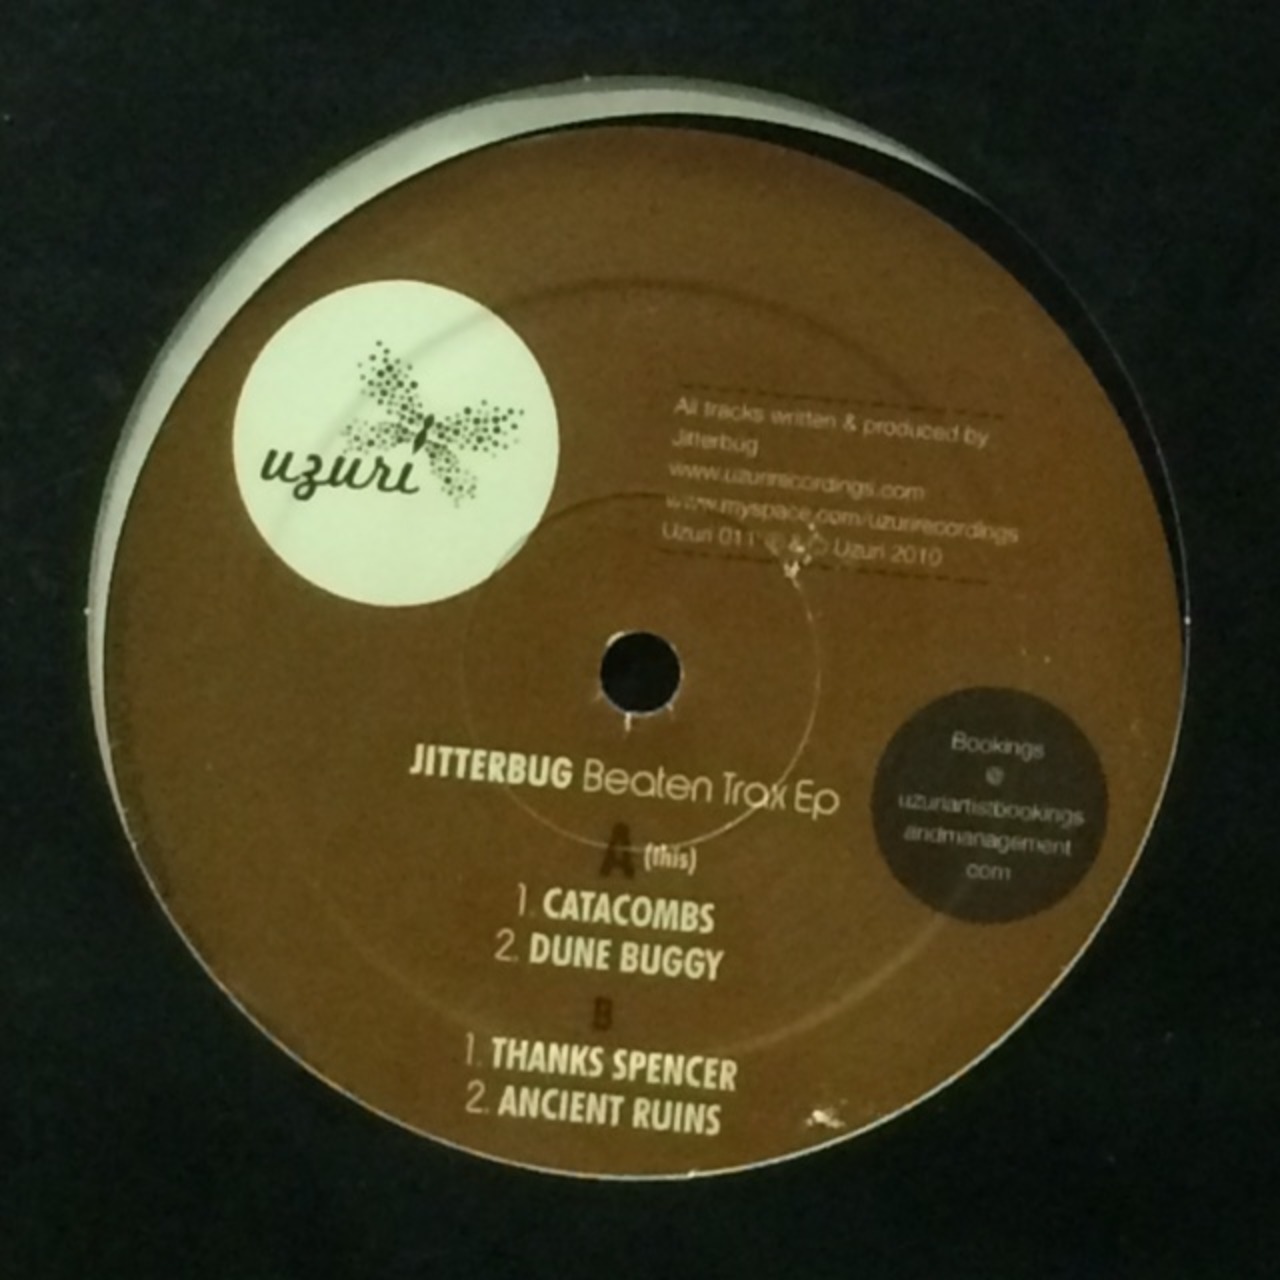 uzuri
All tracks written & produced by
Jitterbug
www.uzurirecordings.com
www.myspace.com/uzurirecordings
Uzuri 011 ℗ & © Uzuri 2010
Bookings
@
uzuriartistbookings
andmanagement
com
JITTERBUG Beaten Trax Ep
A (this)
1. CATACOMBS
2. DUNE BUGGY
B
1. THANKS SPENCER
2. ANCIENT RUINS